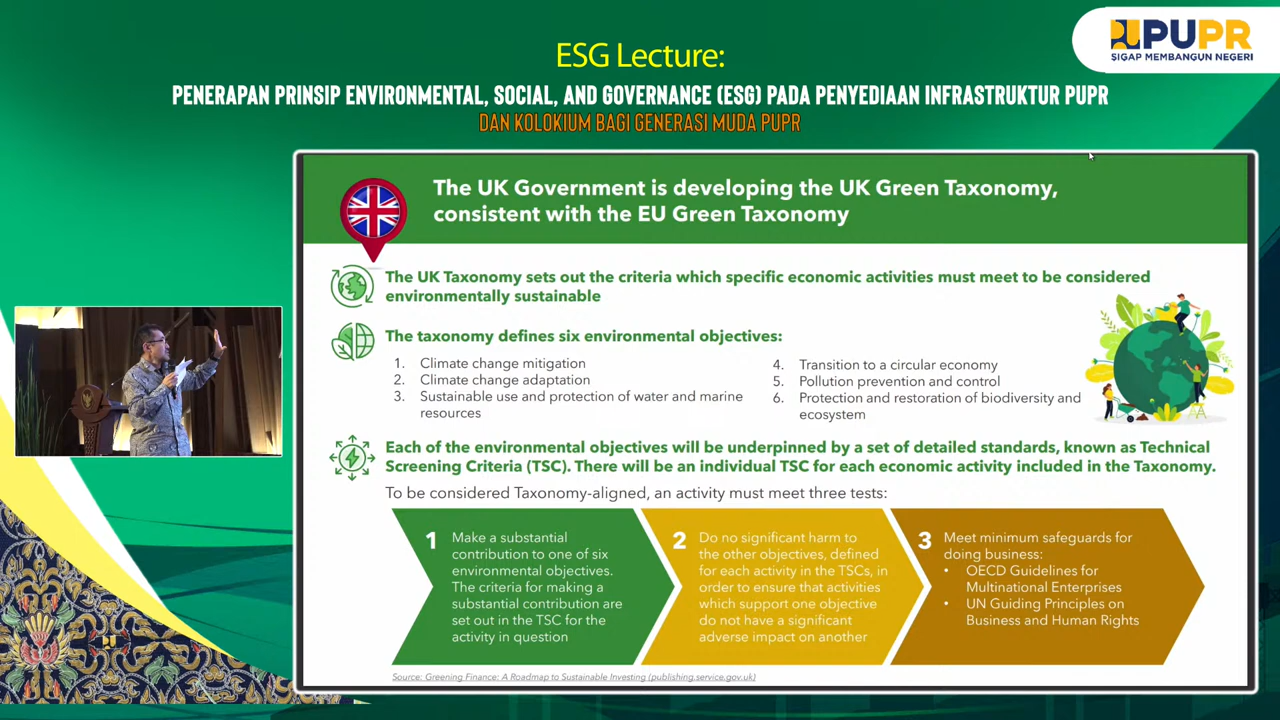 ESG Lecture:
PENERAPAN PRINSIP ENVIRONMENTAL, SOCIAL, AND GOVERNANCE (ESG) PADA PENYEDIAAN INFRASTRUKTUR PUPR
DAN KOLOKIUM BAGI GENERASI MUDA PUPR
PUPR
SIGAP MEMBANGUN NEGERI
The UK Government is developing the UK Green Taxonomy,
consistent with the EU Green Taxonomy
The UK Taxonomy sets out the criteria which specific economic activities must meet to be considered
environmentally sustainable
The taxonomy defines six environmental objectives:
1. Climate change mitigation
2. Climate change adaptation
3. Sustainable use and protection of water and marine
resources
4. Transition to a circular economy
5. Pollution prevention and control
6. Protection and restoration of biodiversity and
ecosystem
Each of the environmental objectives will be underpinned by a set of detailed standards, known as Technical
Screening Criteria (TSC). There will be an individual TSC for each economic activity included in the Taxonomy.
To be considered Taxonomy-aligned, an activity must meet three tests:
1 Make a substantial
contribution to one of six
environmental objectives.
The criteria for making a
substantial contribution are
set out in the TSC for the
activity in question
2 Do no significant harm to
the other objectives, defined
for each activity in the TSCs, in
order to ensure that activities
which support one objective
do not have a significant
adverse impact on another
3 Meet minimum safeguards for
doing business:
• OECD Guidelines for
Multinational Enterprises
• UN Guiding Principles on
Business and Human Rights
Source: Greening Finance: A Roadmap to Sustainable Investing (publishing.service.gov.uk)